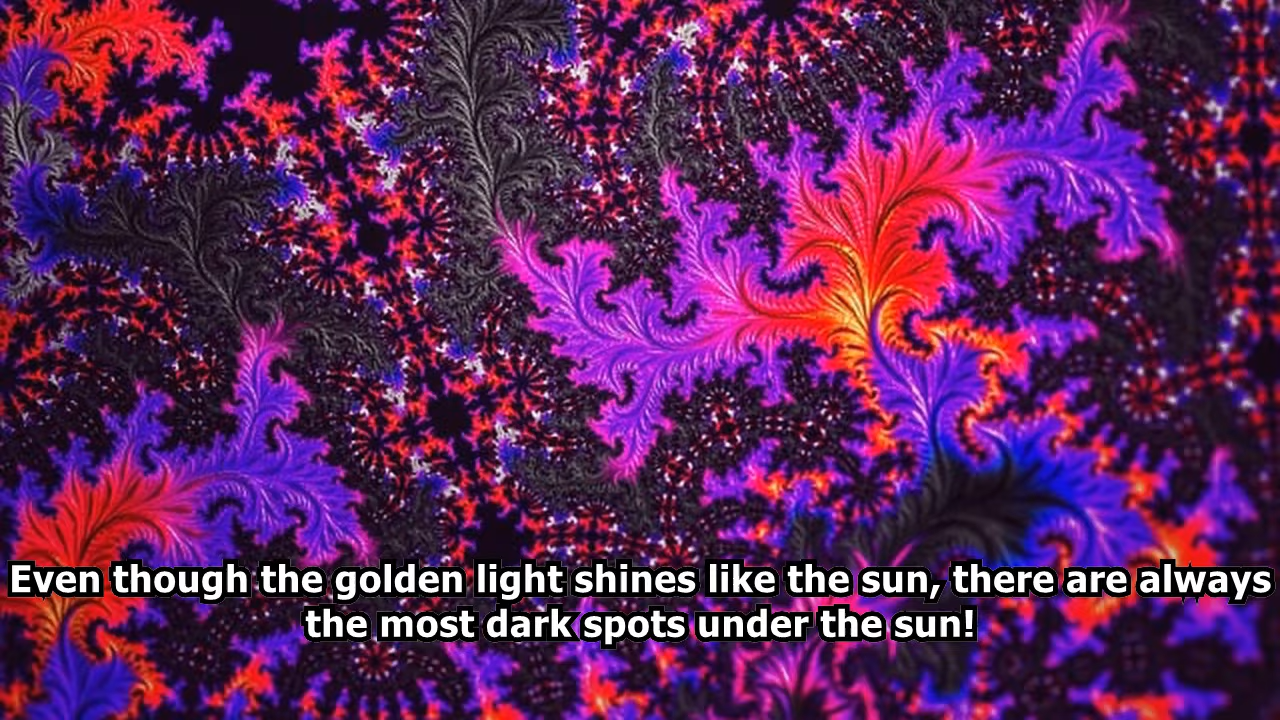 Even though the golden light shines like the sun, there are always
the most dark spots under the sun!